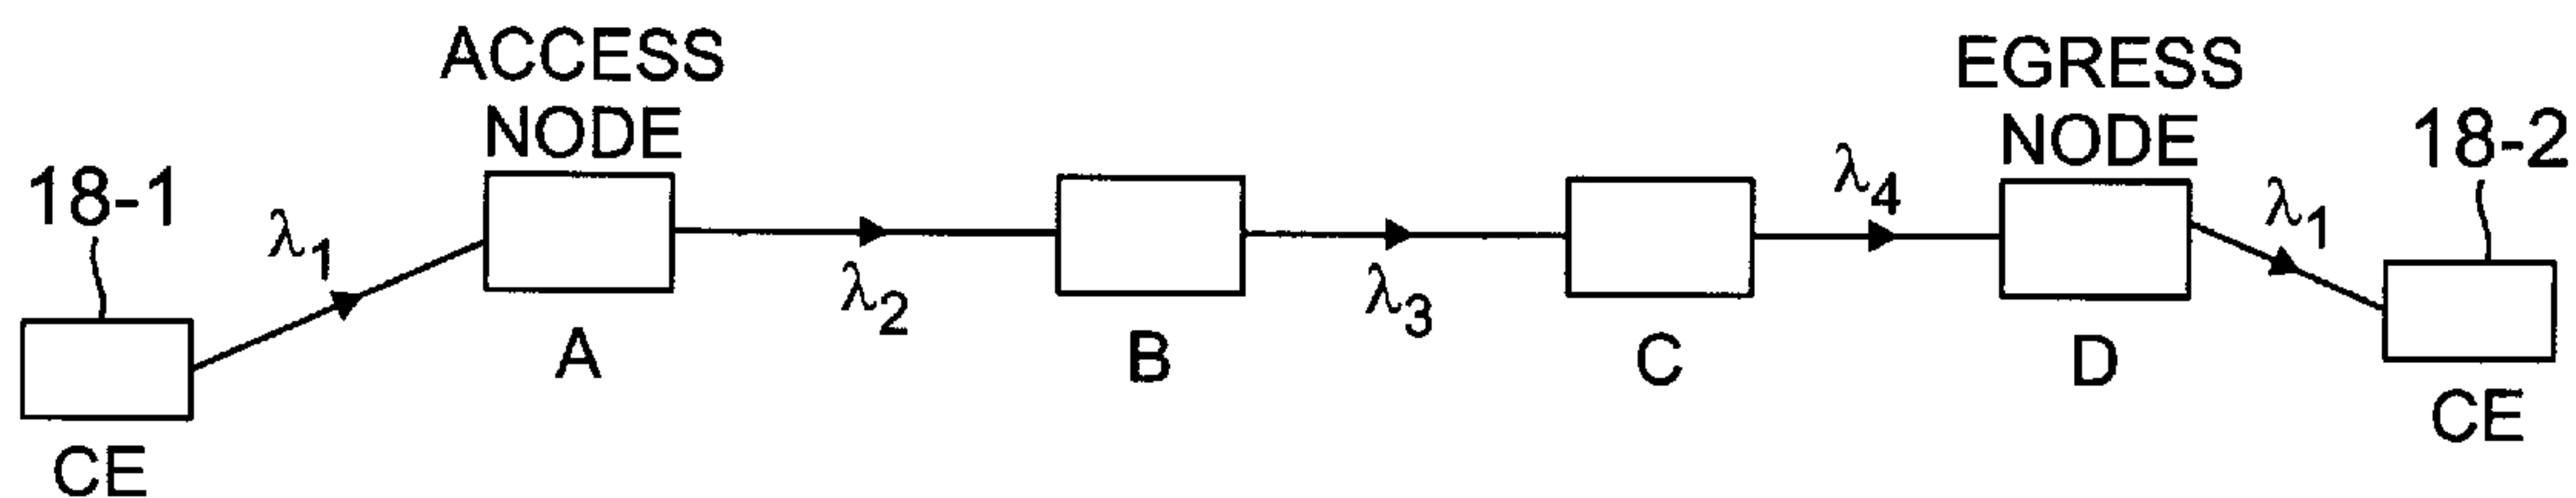 ACCESS
NODE
EGRESS
NODE
18-1
18-2
λ1
λ2
λ3
λ4
λ1
A
B
C
D
CE
CE